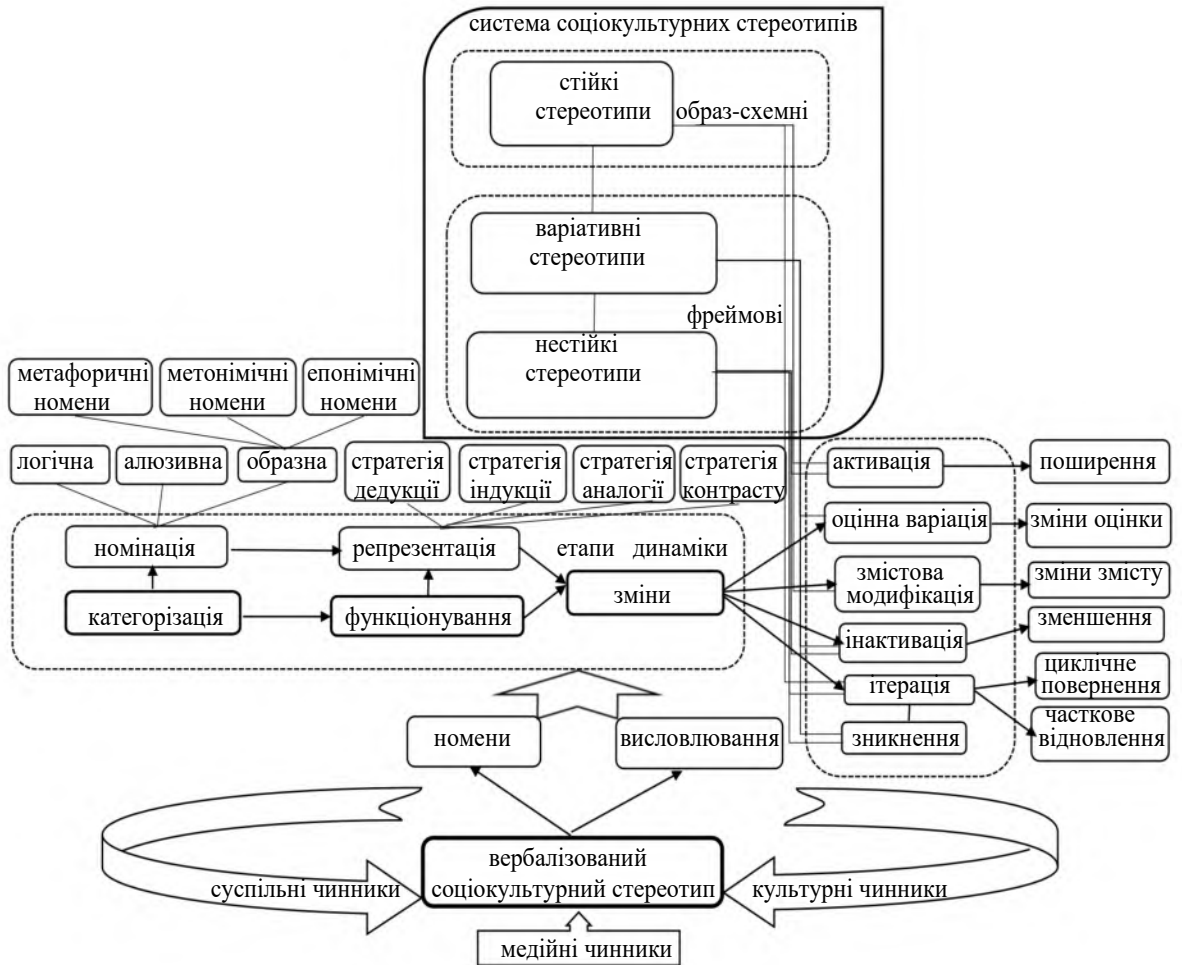 система соціокультурних стереотипів
стійкі
стереотипи
образ-схемні
варіативні
стереотипи
фреймові
нестійкі
стереотипи
метафоричні
номени
метонімічні
номени
епонімічні
номени
логічна
алюзивна
образна
стратегія
дедукції
стратегія
індукції
стратегія
аналогії
стратегія
контрасту
активація
поширення
номінація
репрезентація
етапи динаміки
оцінна варіація
зміни оцінки
категорізація
функціонування
зміни
змістова
модифікація
зміни змісту
інактивація
зменшення
ітерація
циклічне
повернення
номени
висловлювання
зникнення
часткове
відновлення
вербалізований
соціокультурний стереотип
суспільні чинники
культурні чинники
медійні чинники